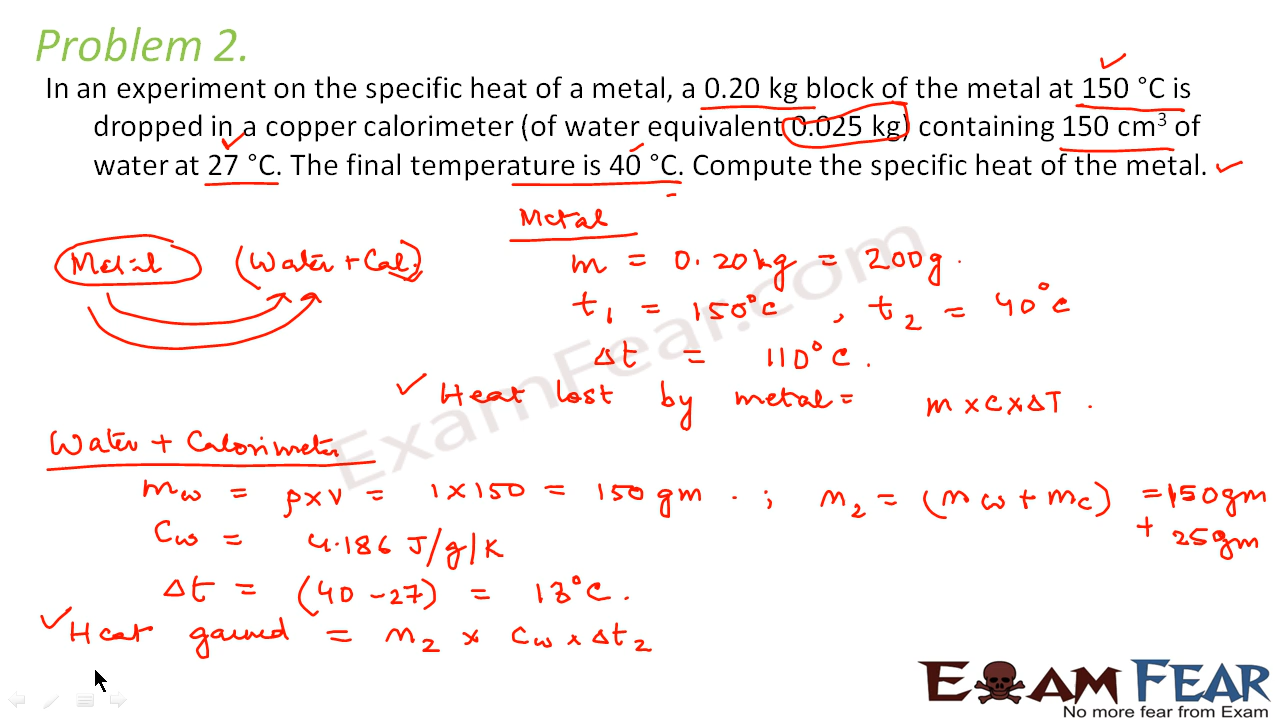 Problem 2.
In an experiment on the specific heat of a metal, a 0.20 kg block of the metal at 150 °C is
dropped in a copper calorimeter (of water equivalent 0.025 kg) containing 150 cm³ of
water at 27 °C. The final temperature is 40 °C. Compute the specific heat of the metal.
Metal
Metal (Water + Cal)
m = 0.20kg = 200g.
t₁ = 150°C , t₂ = 40°C
Δt = 110°C.
Heat lost by metal = m×c×ΔT.
Water + Calorimeter
mw = ρ×v = 1×150 = 150gm. ; m₂ = (mw + mc) = 150gm
+ 25gm
Cw = 4.186 J/g/K
Δt = (40-27) = 13°C.
Heat gained = m₂ × Cw × Δt₂
ExamFear.com
EXAM FEAR
No more fear from Exam